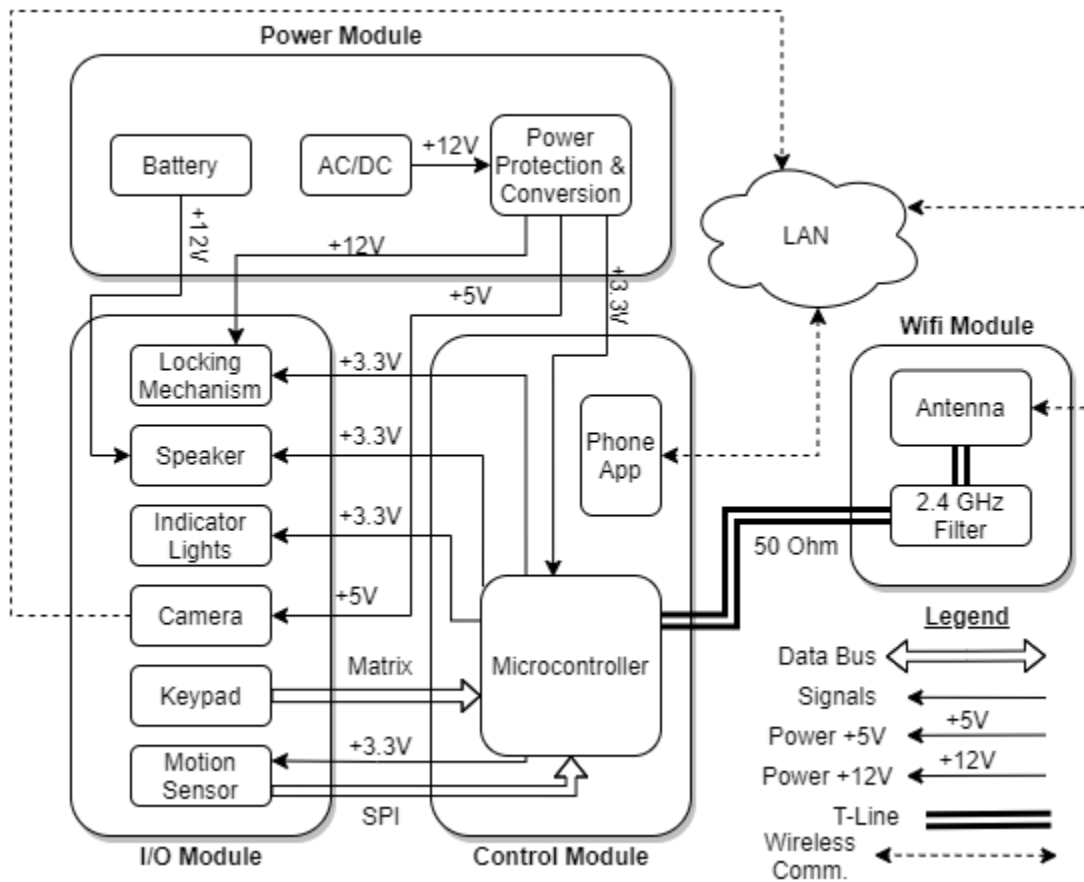 Power Module
Battery
AC/DC
+12V
Power
Protection &
Conversion
+12V
+12V
+5V
+3.3V
LAN
Wifi Module
Antenna
2.4 GHz
Filter
50 Ohm
Locking
Mechanism
+3.3V
Speaker
+3.3V
Indicator
Lights
+3.3V
Camera
+5V
Keypad
Matrix
Motion
Sensor
+3.3V
SPI
I/O Module
Phone
App
Microcontroller
Control Module
Legend
Data Bus
Signals
Power +5V
+5V
Power +12V
+12V
T-Line
Wireless
Comm.